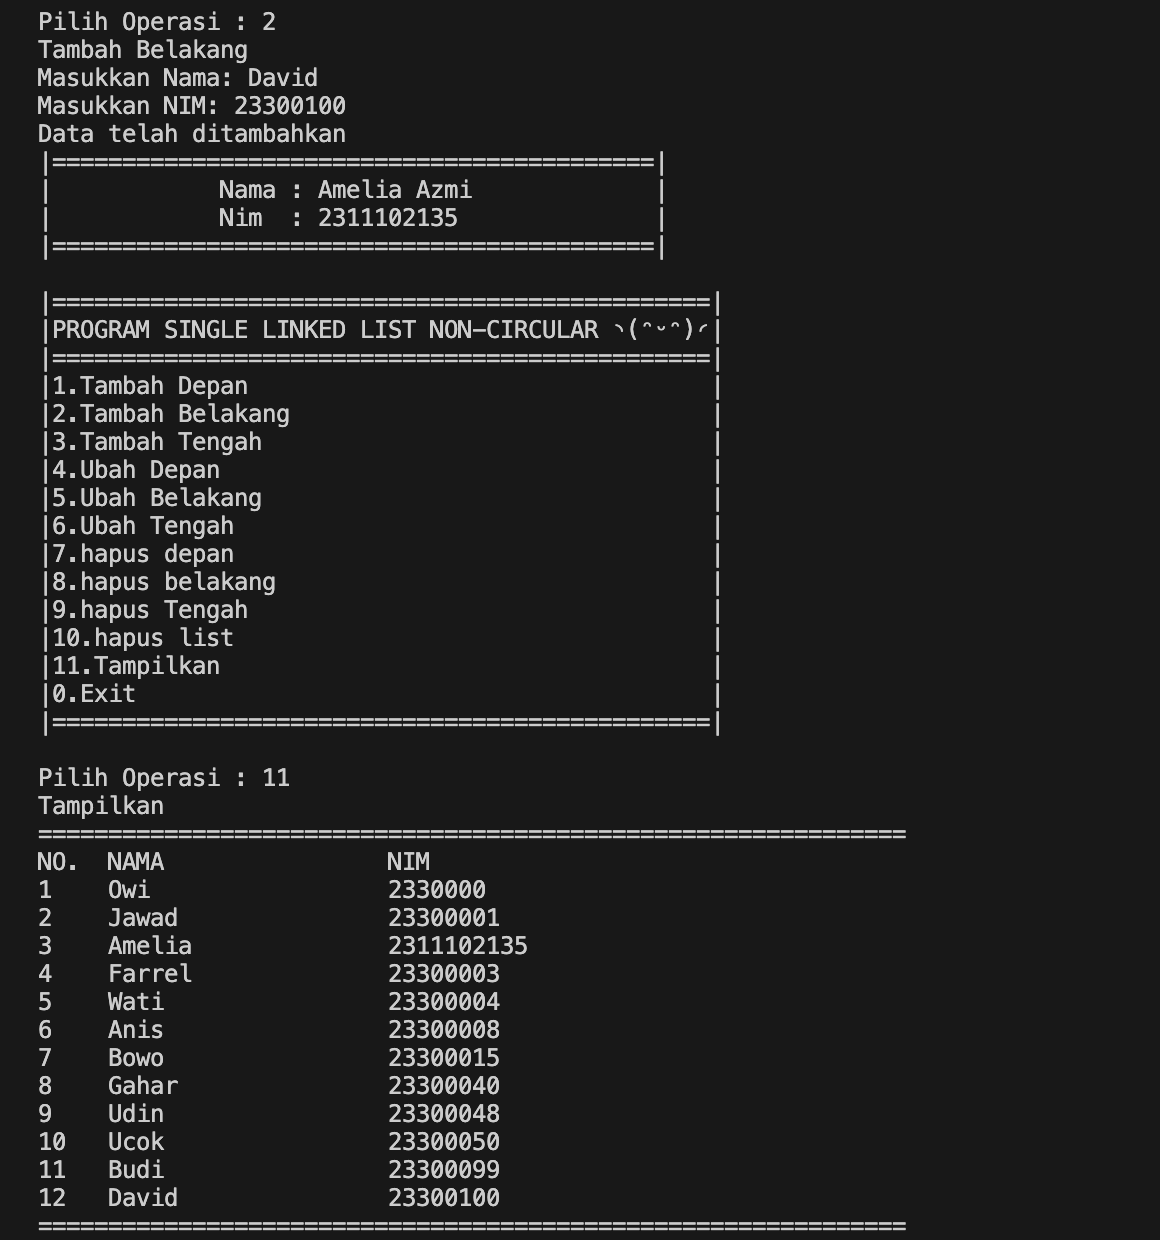 Pilih Operasi : 2
Tambah Belakang
Masukkan Nama: David
Masukkan NIM: 23300100
Data telah ditambahkan
|===========================================|
|            Nama : Amelia Azmi             |
|            Nim  : 2311102135              |
|===========================================|

|===============================================|
|PROGRAM SINGLE LINKED LIST NON-CIRCULAR ◝(ᵔᵕᵔ)◜|
|===============================================|
|1.Tambah Depan                                 |
|2.Tambah Belakang                              |
|3.Tambah Tengah                                |
|4.Ubah Depan                                   |
|5.Ubah Belakang                                |
|6.Ubah Tengah                                  |
|7.hapus depan                                  |
|8.hapus belakang                               |
|9.hapus Tengah                                 |
|10.hapus list                                  |
|11.Tampilkan                                   |
|0.Exit                                         |
|===============================================|

Pilih Operasi : 11
Tampilkan
==============================================================
NO.  NAMA                NIM
1    Owi                 2330000
2    Jawad               23300001
3    Amelia              2311102135
4    Farrel              23300003
5    Wati                23300004
6    Anis                23300008
7    Bowo                23300015
8    Gahar               23300040
9    Udin                23300048
10   Ucok                23300050
11   Budi                23300099
12   David               23300100
==============================================================